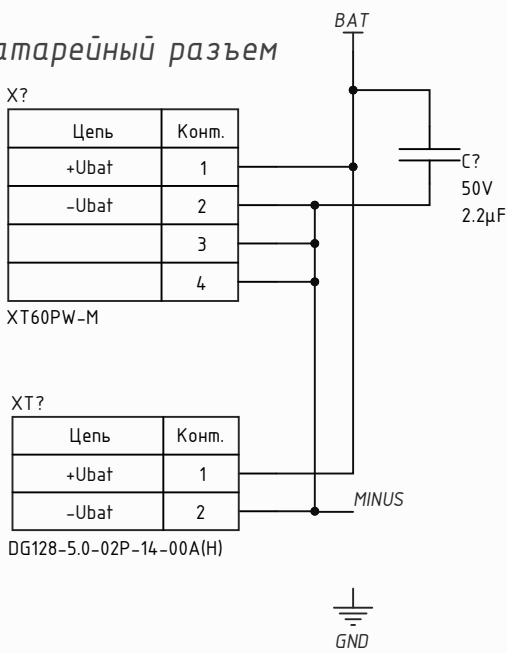 BAT
атарейный разъем
X?
Цепь Конт.
+Ubat 1
-Ubat 2
3
4
XT60PW-M
C?
50V
2.2µF
XT?
Цепь Конт.
+Ubat 1
-Ubat 2
DG128-5.0-02P-14-00A(H)
MINUS
GND